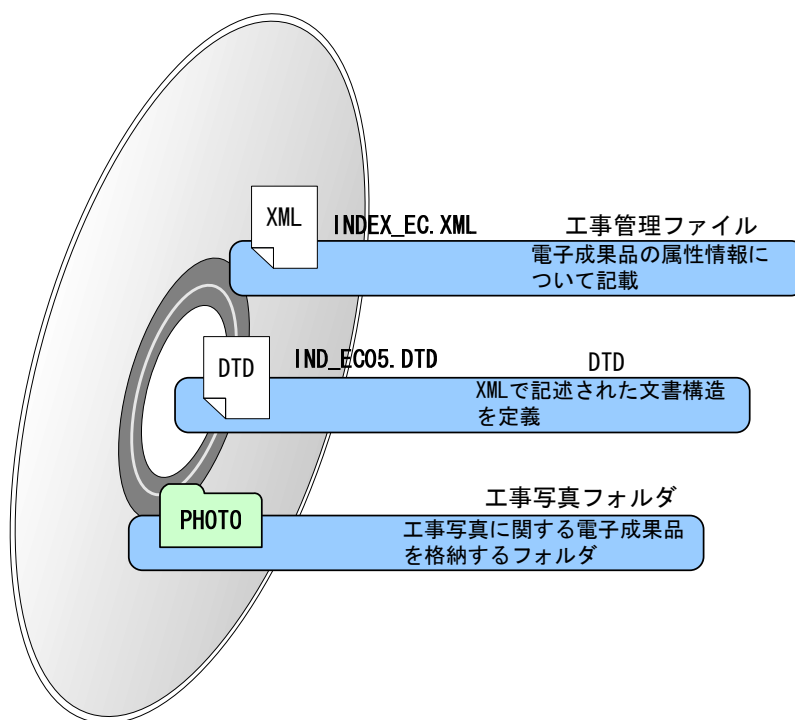 XML
INDEX_EC.XML
工事管理ファイル
電子成果品の属性情報に
ついて記載
DTD
IND_EC05.DTD
DTD
XMLで記述された文書構造
を定義
PHOTO
工事写真フォルダ
工事写真に関する電子成果品
を格納するフォルダ